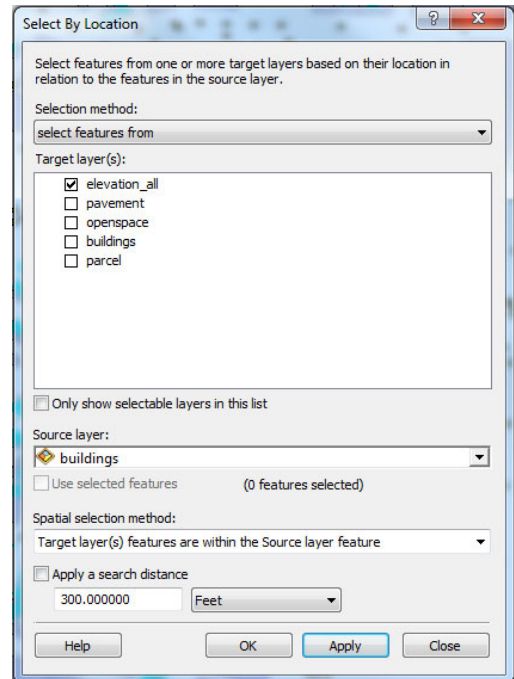 Select By Location
?
X
Select features from one or more target layers based on their location in
relation to the features in the source layer.
Selection method:
select features from
Target layer(s):
elevation_all
pavement
openspace
buildings
parcel
Only show selectable layers in this list
Source layer:
buildings
Use selected features (0 features selected)
Spatial selection method:
Target layer(s) features are within the Source layer feature
Apply a search distance
300.000000 Feet
Help OK Apply Close